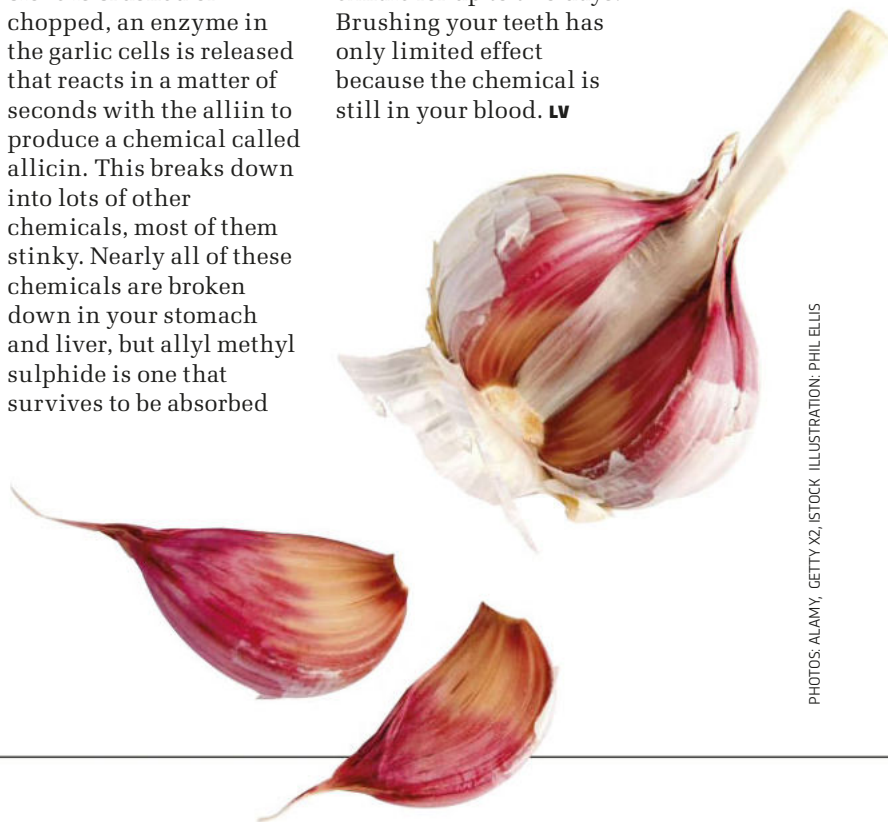 chopped, an enzyme in
the garlic cells is released
that reacts in a matter of
seconds with the alliin to
produce a chemical called
allicin. This breaks down
into lots of other
chemicals, most of them
stinky. Nearly all of these
chemicals are broken
down in your stomach
and liver, but allyl methyl
sulphide is one that
survives to be absorbed
Brushing your teeth has
only limited effect
because the chemical is
still in your blood. LV
PHOTOS: ALAMY, GETTY X2, ISTOCK ILLUSTRATION: PHIL ELLIS